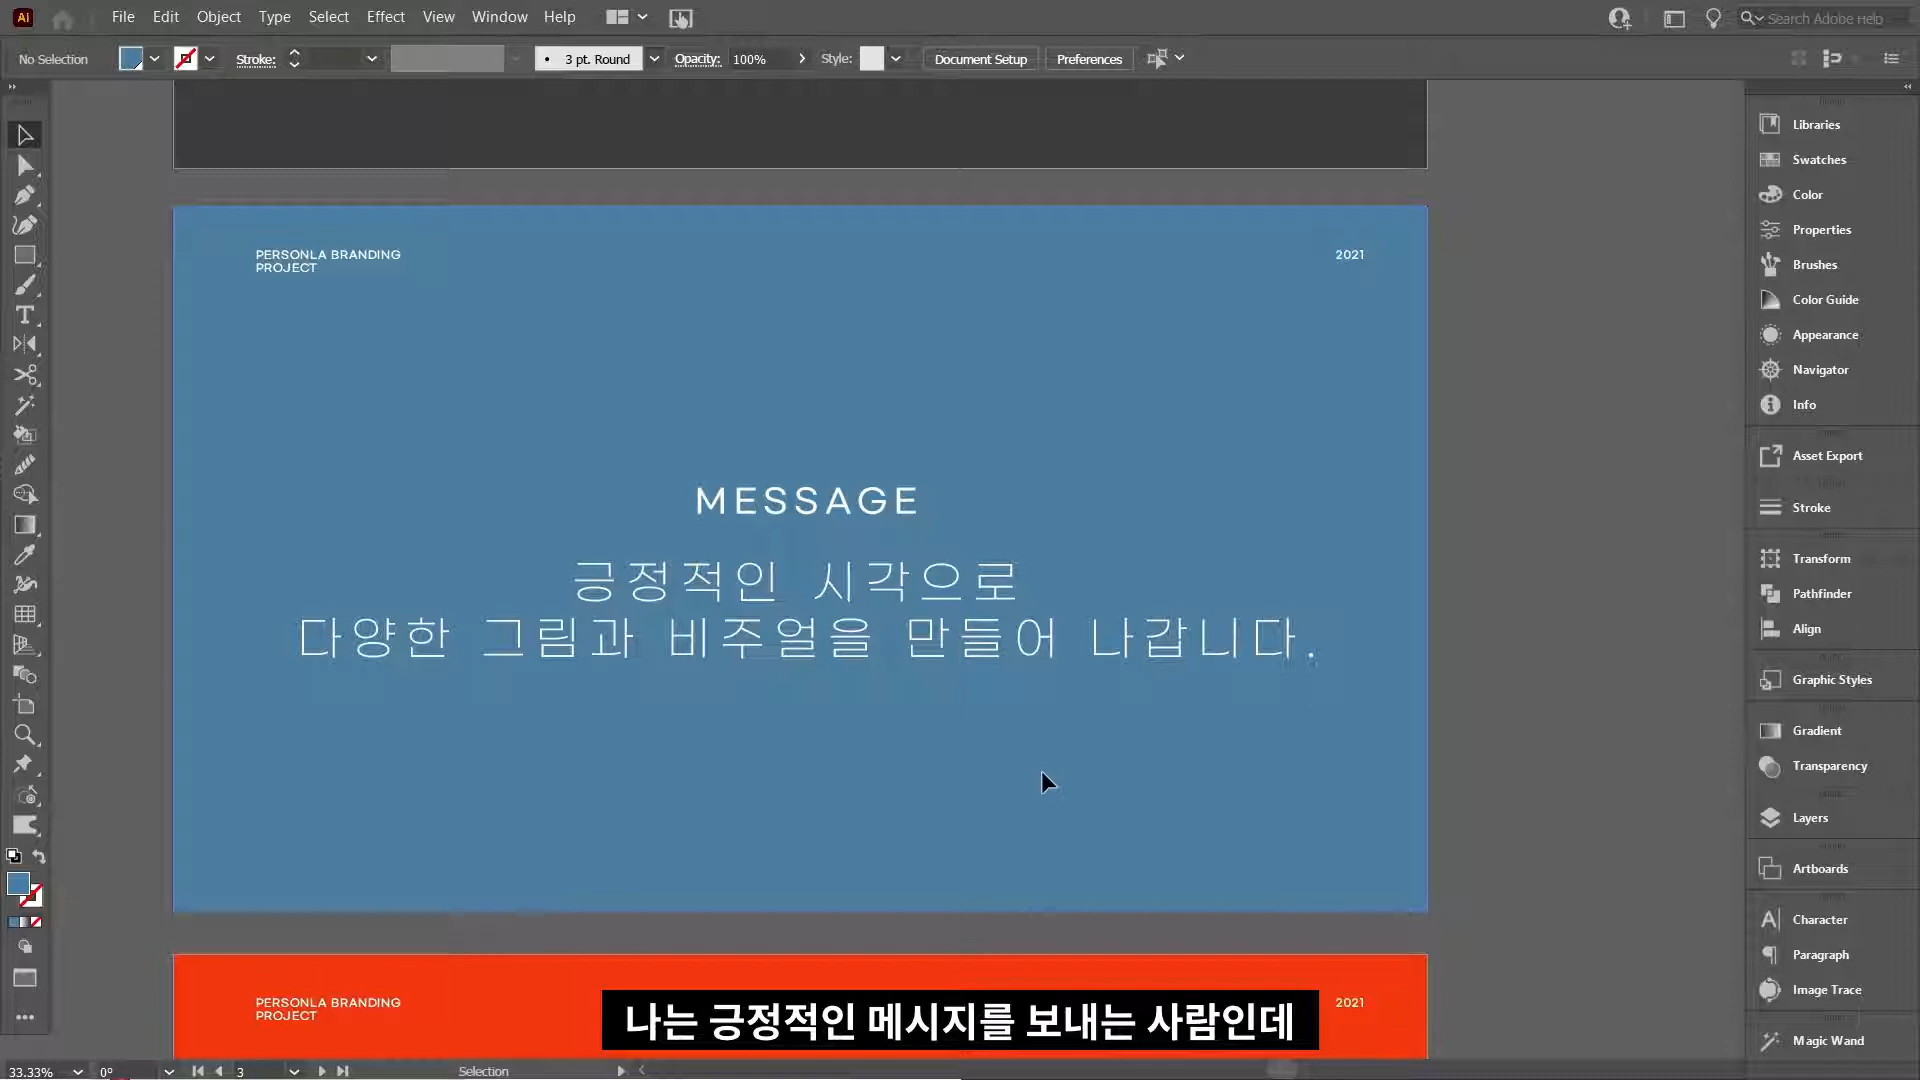 Ai File Edit Object Type Select Effect View Window Help Search Adobe Help
No Selection Stroke: 3 pt. Round Opacity: 100% Style: Document Setup Preferences
Libraries
Swatches
Color
Properties
Brushes
Color Guide
Appearance
Navigator
Info
Asset Export
Stroke
Transform
Pathfinder
Align
Graphic Styles
Gradient
Transparency
Layers
Artboards
Character
Paragraph
Image Trace
Magic Wand
PERSONLA BRANDING
PROJECT
2021
MESSAGE
긍정적인 시각으로
다양한 그림과 비주얼을 만들어 나갑니다.
PERSONLA BRANDING
PROJECT
2021
나는 긍정적인 메시지를 보내는 사람인데
33.33% 0° 3 Selection